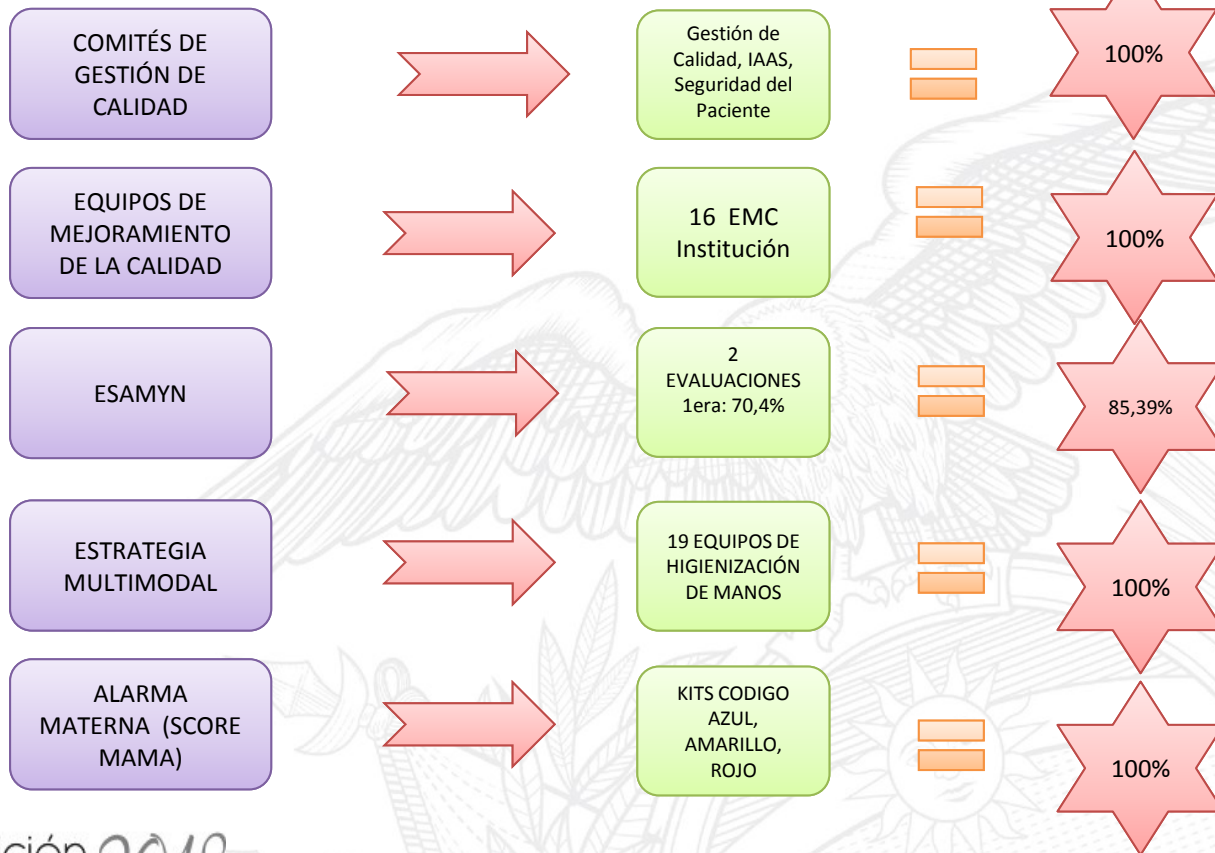 COMITÉS DE
GESTIÓN DE
CALIDAD
Gestión de
Calidad, IAAS,
Seguridad del
Paciente
100%
EQUIPOS DE
MEJORAMIENTO
DE LA CALIDAD
16 EMC
Institución
100%
ESAMYN
2
EVALUACIONES
1era: 70,4%
85,39%
ESTRATEGIA
MULTIMODAL
19 EQUIPOS DE
HIGIENIZACIÓN
DE MANOS
100%
ALARMA
MATERNA (SCORE
MAMA)
KITS CODIGO
AZUL,
AMARILLO,
ROJO
100%